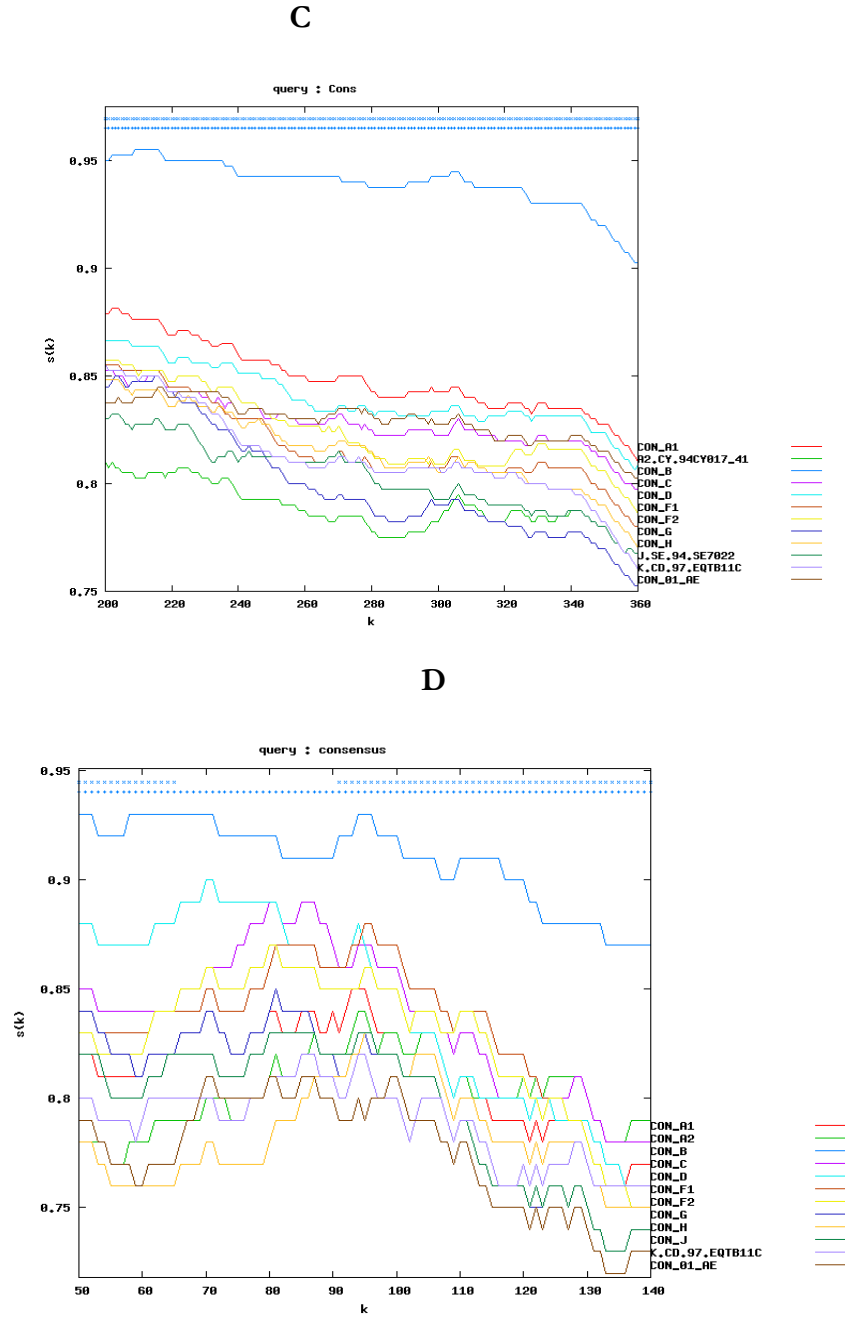 C
query : Cons
0.95
0.9
0.85
0.8
0.75
s(k)
200 220 240 260 280 300 320 340 360
k
CON_A1
A2.CY.94CY017_41
CON_B
CON_C
CON_D
CON_F1
CON_F2
CON_G
CON_H
J.SE.94.SE7022
K.CD.97.EQTB11C
CON_01_AE
D
query : consensus
0.95
0.9
0.85
0.8
0.75
s(k)
50 60 70 80 90 100 110 120 130 140
k
CON_A1
CON_A2
CON_B
CON_C
CON_D
CON_F1
CON_F2
CON_G
CON_H
CON_J
K.CD.97.EQTB11C
CON_01_AE